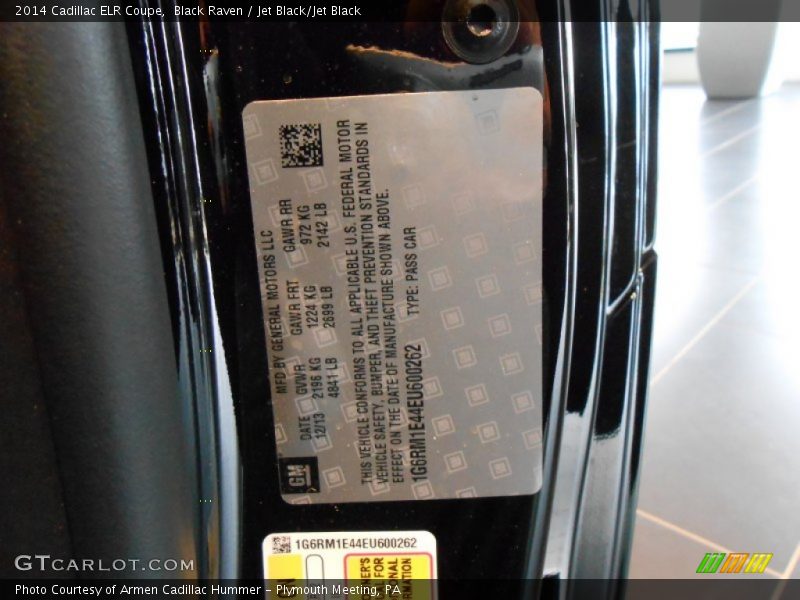 2014 Cadillac ELR Coupe, Black Raven / Jet Black/Jet Black
MFD BY GENERAL MOTORS LLC
DATE GVWR GAWR FRT GAWR RR
12/13 2196 KG 1224 KG 972 KG
4841 LB 2699 LB 2142 LB
THIS VEHICLE CONFORMS TO ALL APPLICABLE U.S. FEDERAL MOTOR
VEHICLE SAFETY, BUMPER, AND THEFT PREVENTION STANDARDS IN
EFFECT ON THE DATE OF MANUFACTURE SHOWN ABOVE.
1G6RM1E44EU600262 TYPE: PASS CAR
GM
1G6RM1E44EU600262
GTCARLOT.COM
Photo Courtesy of Armen Cadillac Hummer - Plymouth Meeting, PA